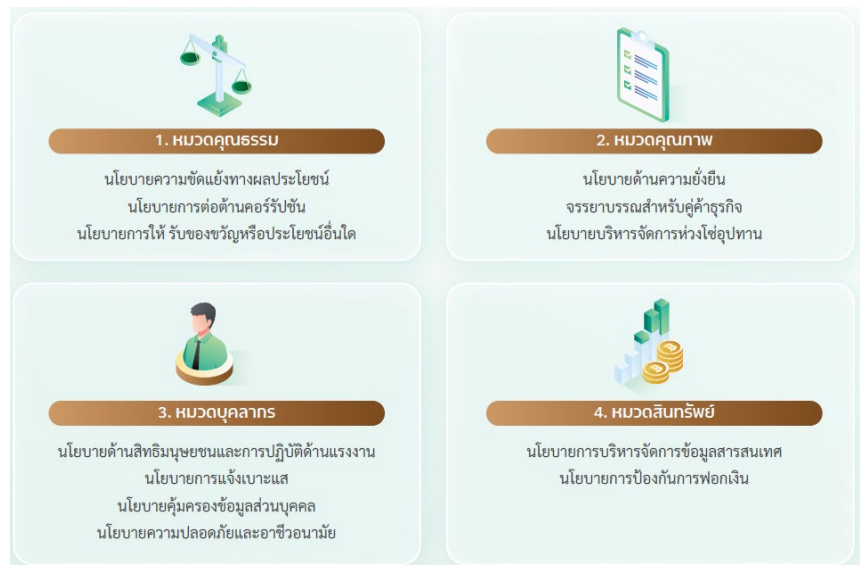 1. หมวดคุณธรรม
นโยบายความขัดแย้งทางผลประโยชน์
นโยบายการต่อต้านคอร์รัปชัน
นโยบายการให้ รับของขวัญหรือประโยชน์อื่นใด
2. หมวดคุณภาพ
นโยบายด้านความยั่งยืน
จรรยาบรรณสำหรับคู่ค้าธุรกิจ
นโยบายบริหารจัดการห่วงโซ่อุปทาน
3. หมวดบุคลากร
นโยบายด้านสิทธิมนุษยชนและการปฏิบัติด้านแรงงาน
นโยบายการแจ้งเบาะแส
นโยบายคุ้มครองข้อมูลส่วนบุคคล
นโยบายความปลอดภัยและอาชีวอนามัย
4. หมวดสินทรัพย์
นโยบายการบริหารจัดการข้อมูลสารสนเทศ
นโยบายการป้องกันการฟอกเงิน